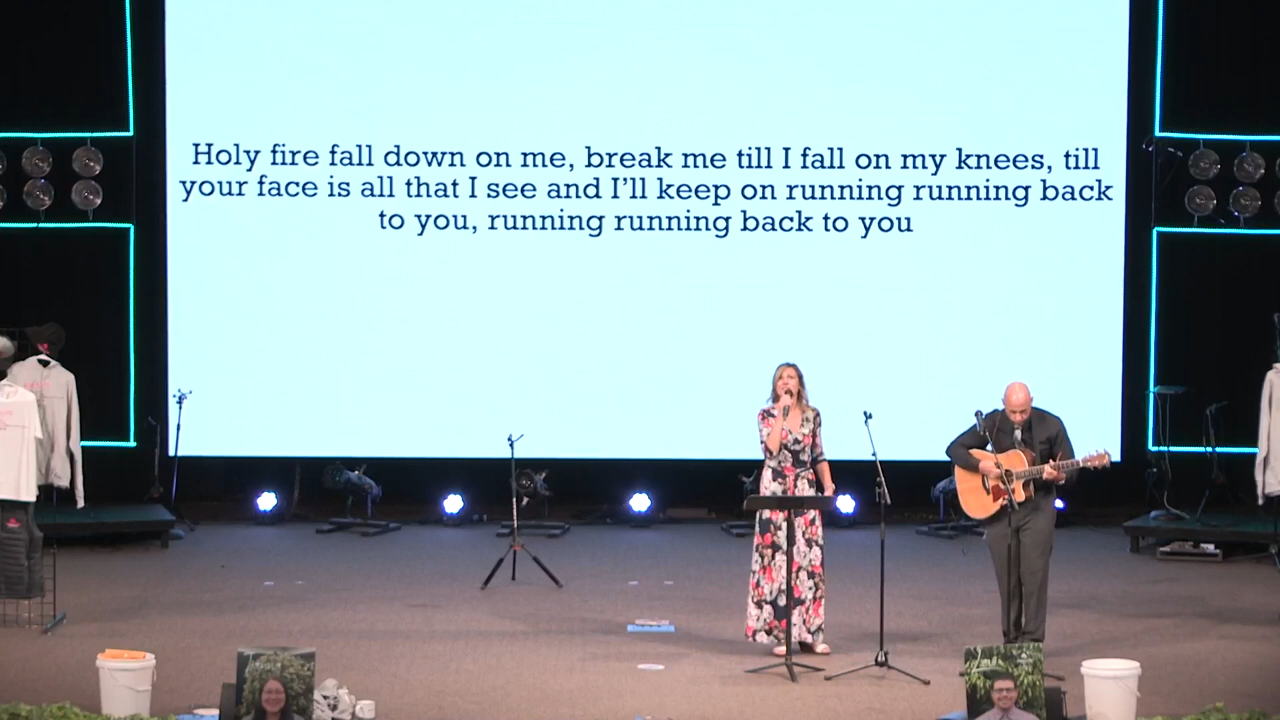 Holy fire fall down on me, break me till I fall on my knees, till
your face is all that I see and I’ll keep on running running back
to you, running running back to you